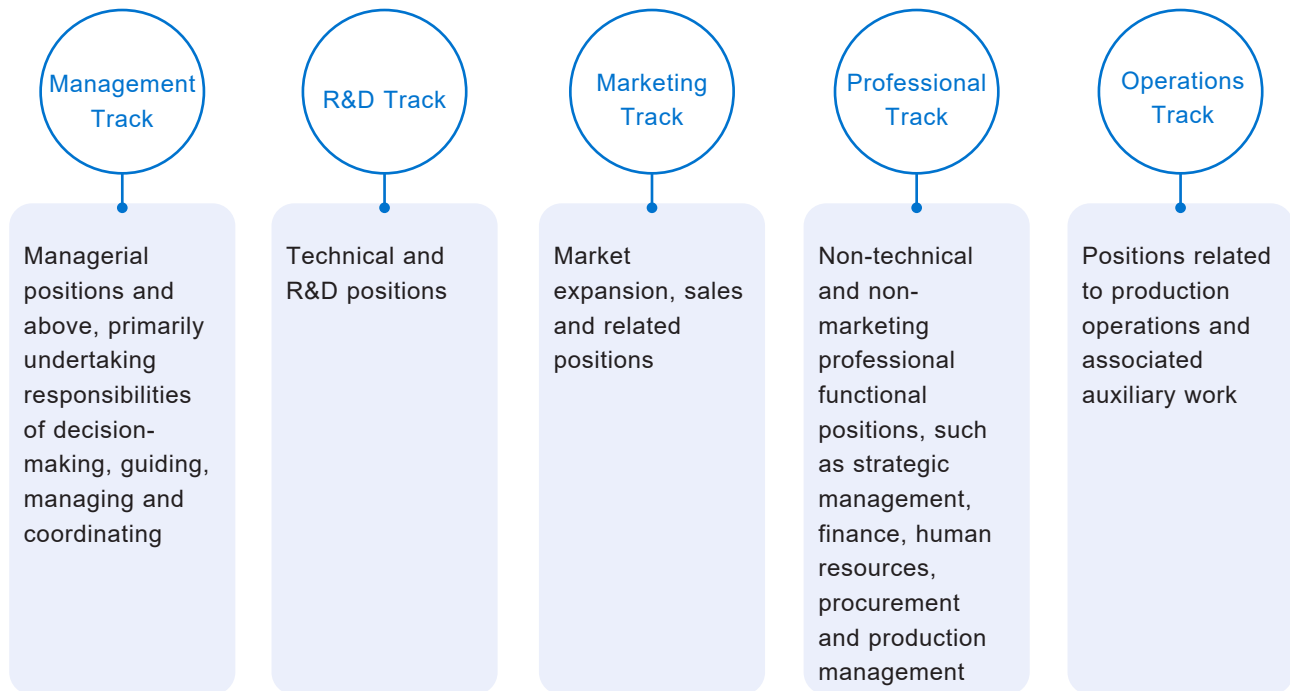 Management
Track
R&D Track
Marketing
Track
Professional
Track
Operations
Track
Managerial
positions and
above, primarily
undertaking
responsibilities
of decision-
making, guiding,
managing and
coordinating
Technical and
R&D positions
Market
expansion, sales
and related
positions
Non-technical
and non-
marketing
professional
functional
positions, such
as strategic
management,
finance, human
resources,
procurement
and production
management
Positions related
to production
operations and
associated
auxiliary work